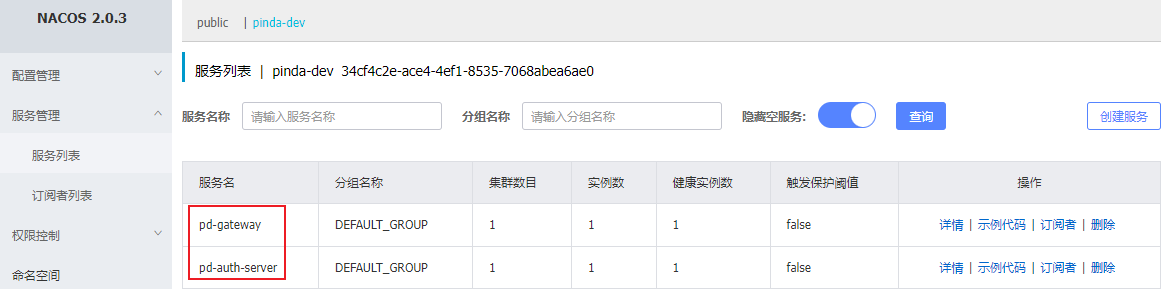 NACOS 2.0.3
配置管理
服务管理
服务列表
订阅者列表
权限控制
命名空间
public | pinda-dev
服务列表 | pinda-dev 34cf4c2e-ace4-4ef1-8535-7068abea6ae0
服务名称 请输入服务名称 分组名称 请输入分组名称 隐藏空服务: 查询 创建服务
服务名 分组名称 集群数目 实例数 健康实例数 触发保护阈值 操作
pd-gateway DEFAULT_GROUP 1 1 1 false 详情 | 示例代码 | 订阅者 | 删除
pd-auth-server DEFAULT_GROUP 1 1 1 false 详情 | 示例代码 | 订阅者 | 删除